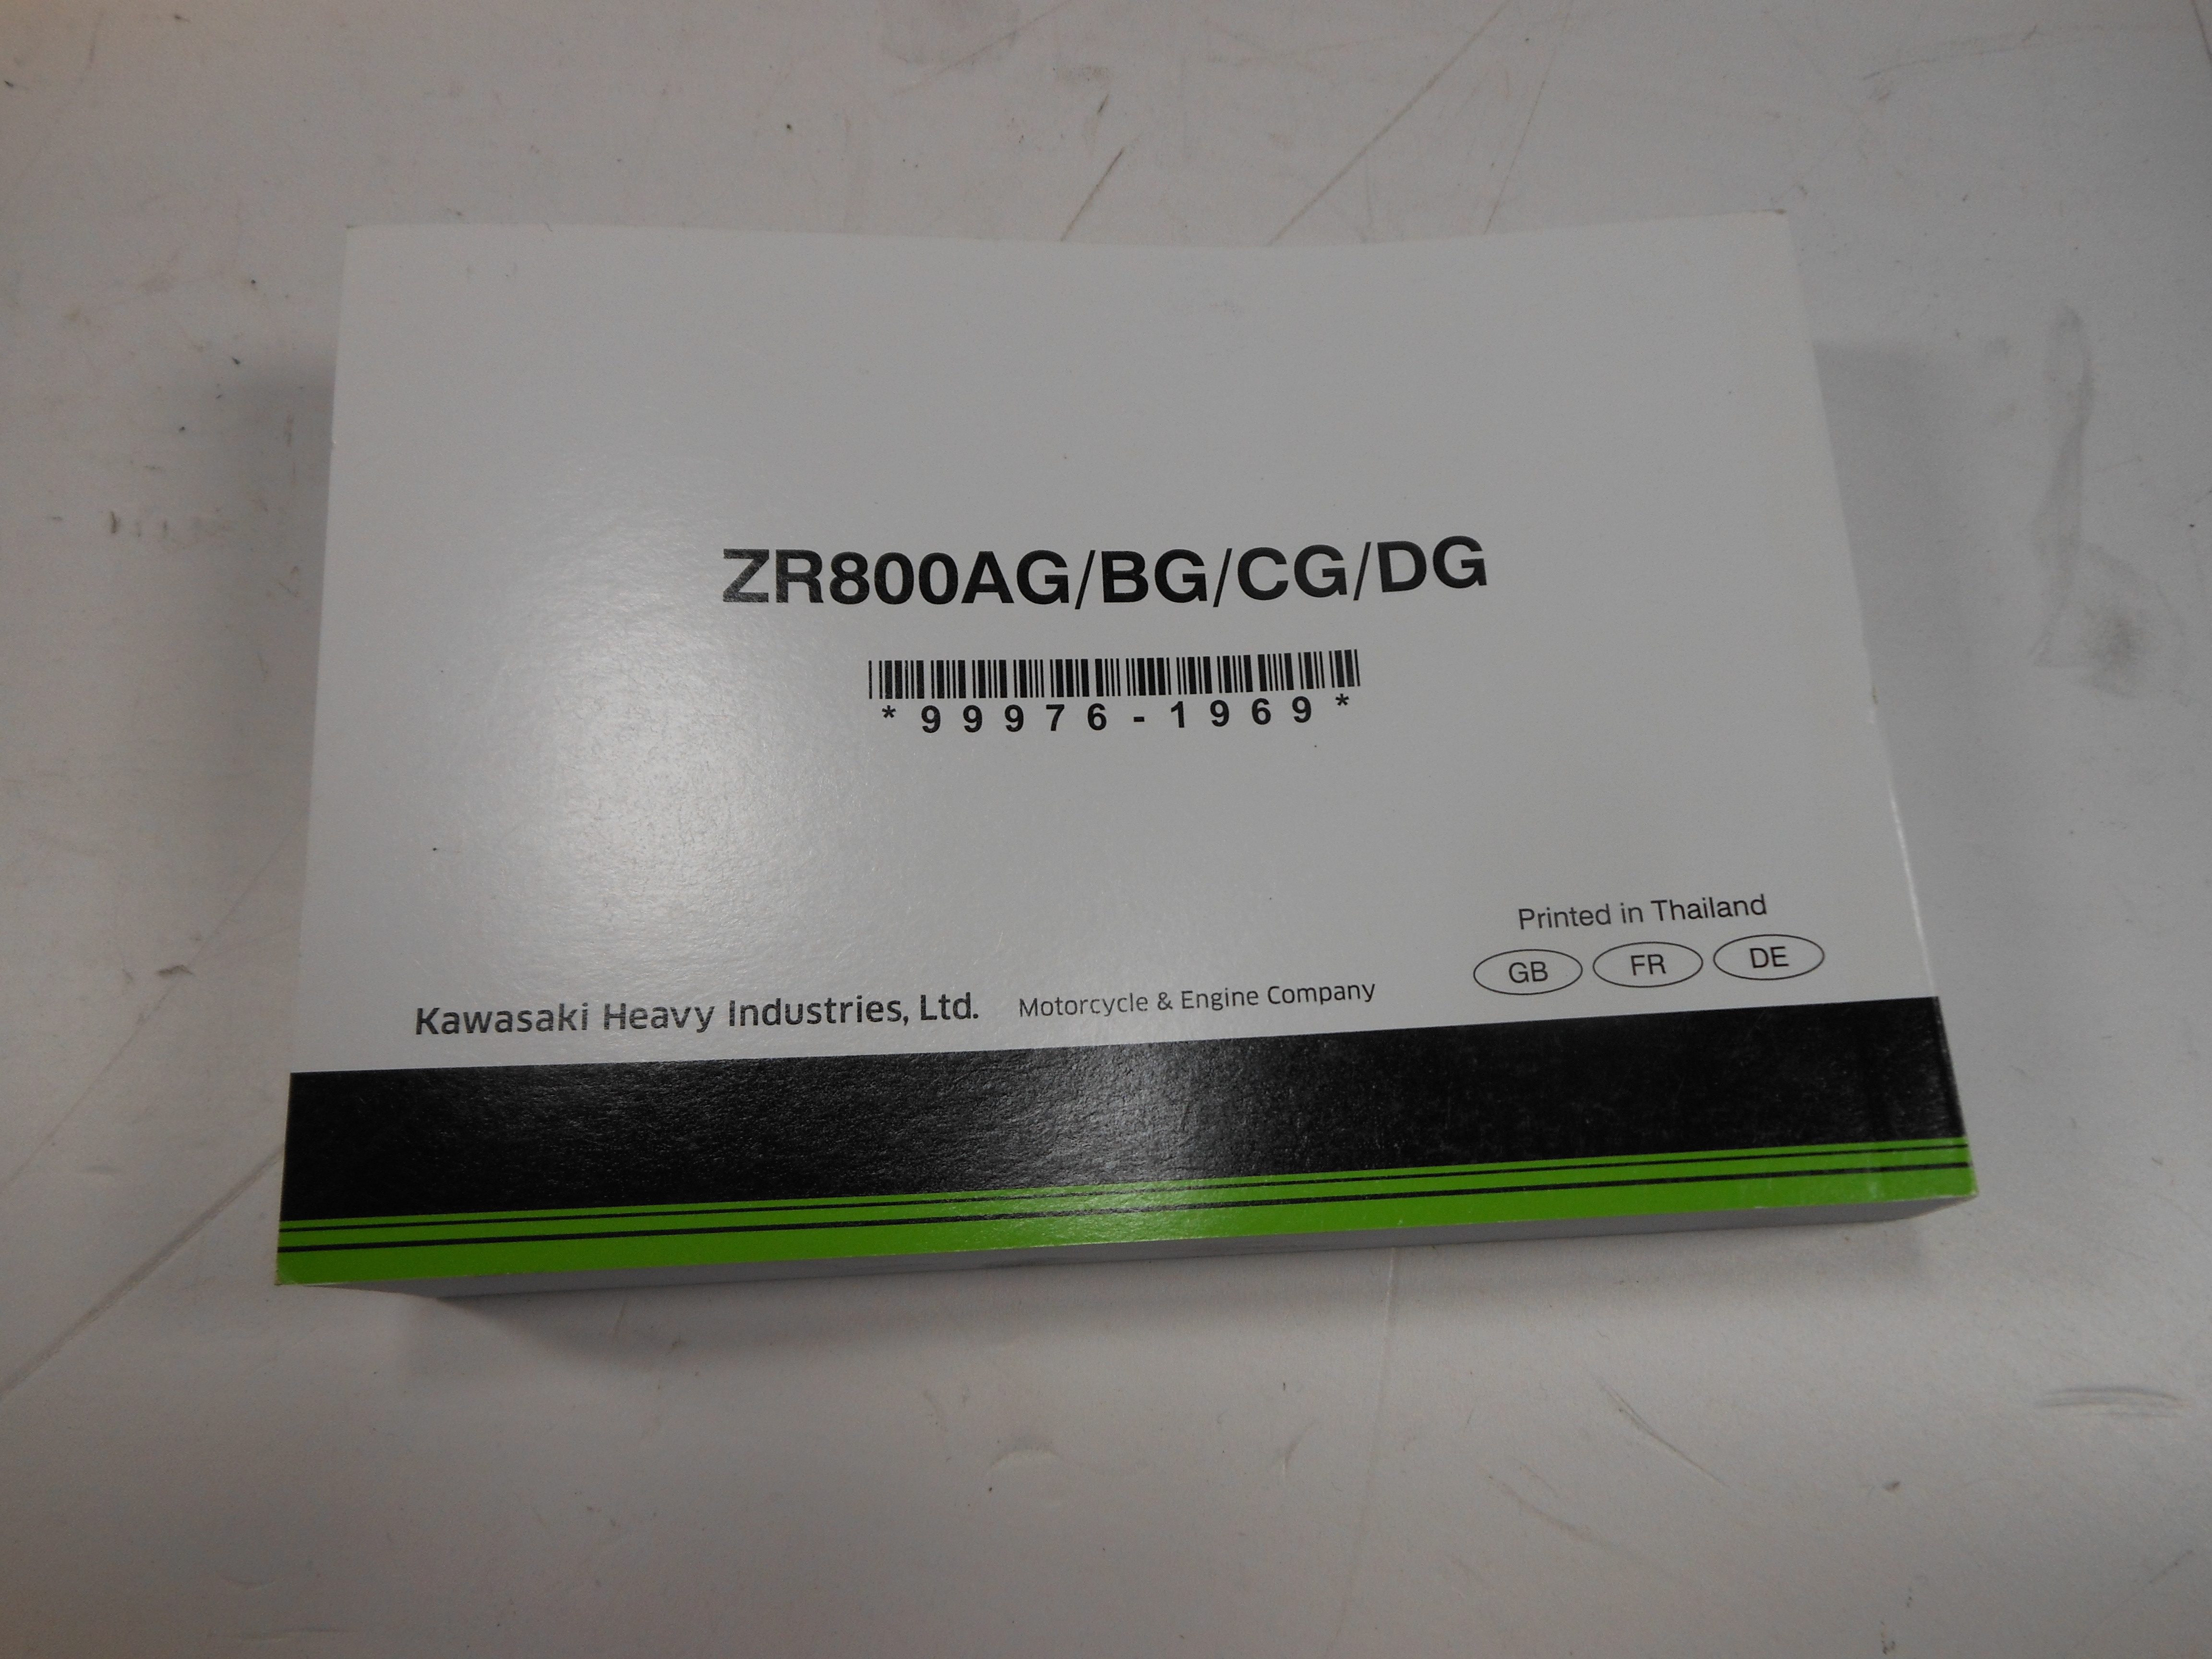 ZR800AG/BG/CG/DG
*99976-1969*
Printed in Thailand
GB FR DE
Kawasaki Heavy Industries, Ltd. Motorcycle & Engine Company